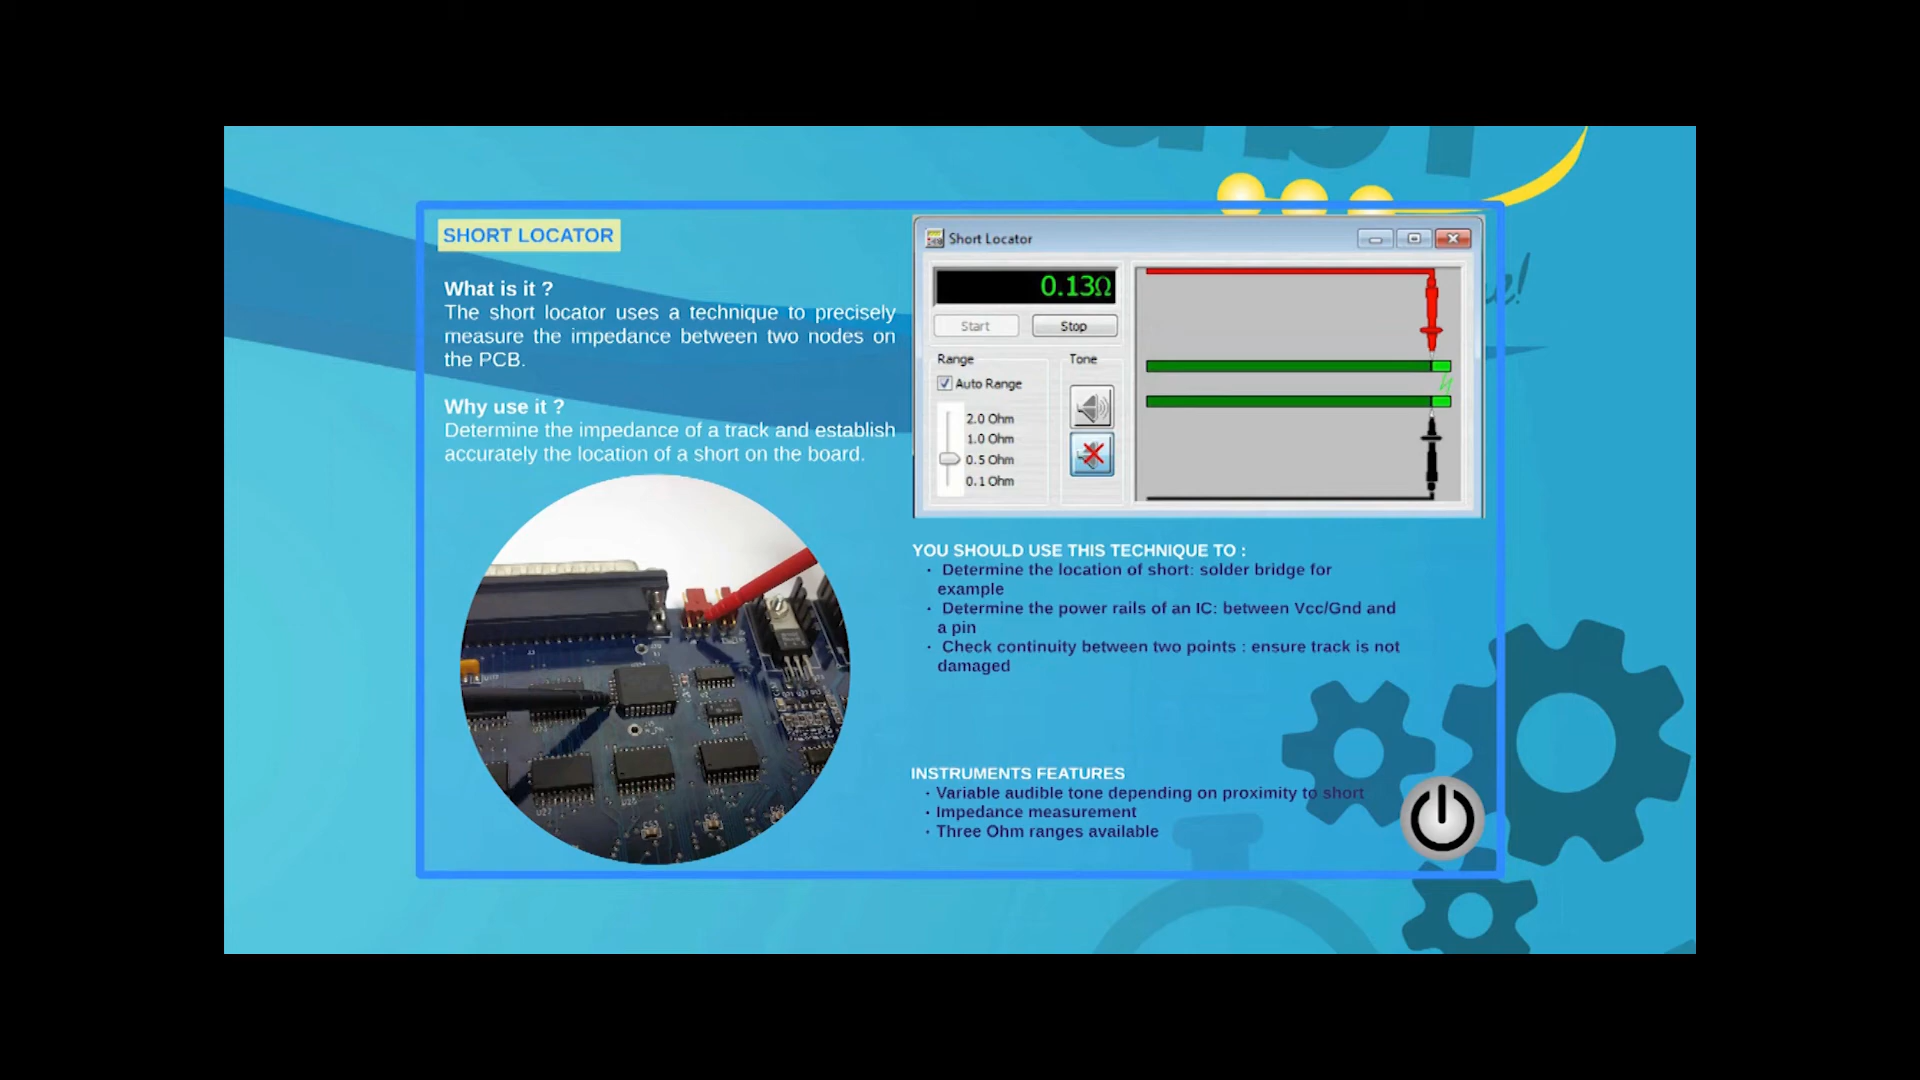 SHORT LOCATOR
What is it ?
The short locator uses a technique to precisely
measure the impedance between two nodes on
the PCB.
Why use it ?
Determine the impedance of a track and establish
accurately the location of a short on the board.
Short Locator
0.13Ω
Start
Stop
Range
Tone
Auto Range
2.0 Ohm
1.0 Ohm
0.5 Ohm
0.1 Ohm
YOU SHOULD USE THIS TECHNIQUE TO :
· Determine the location of short: solder bridge for
example
· Determine the power rails of an IC: between Vcc/Gnd and
a pin
· Check continuity between two points : ensure track is not
damaged
INSTRUMENTS FEATURES
· Variable audible tone depending on proximity to short
· Impedance measurement
· Three Ohm ranges available